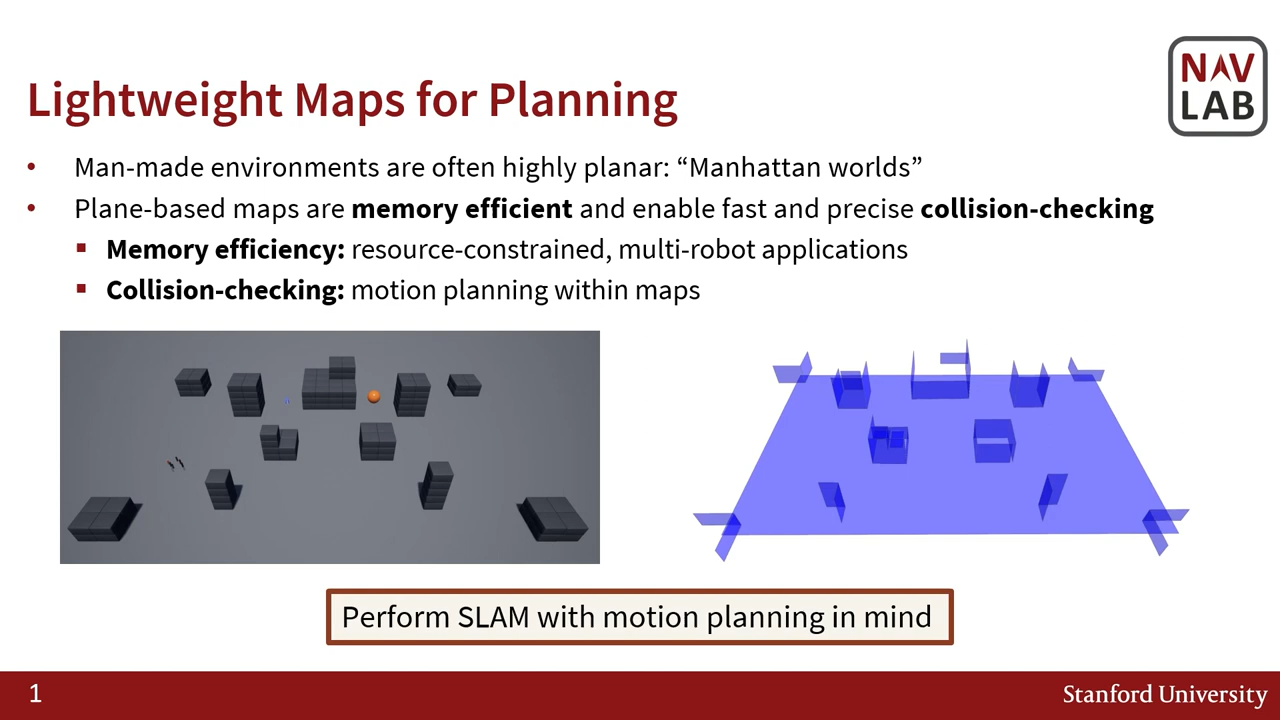 NAV
LAB
Lightweight Maps for Planning
• Man-made environments are often highly planar: “Manhattan worlds”
• Plane-based maps are memory efficient and enable fast and precise collision-checking
▪ Memory efficiency: resource-constrained, multi-robot applications
▪ Collision-checking: motion planning within maps
Perform SLAM with motion planning in mind
1
Stanford University